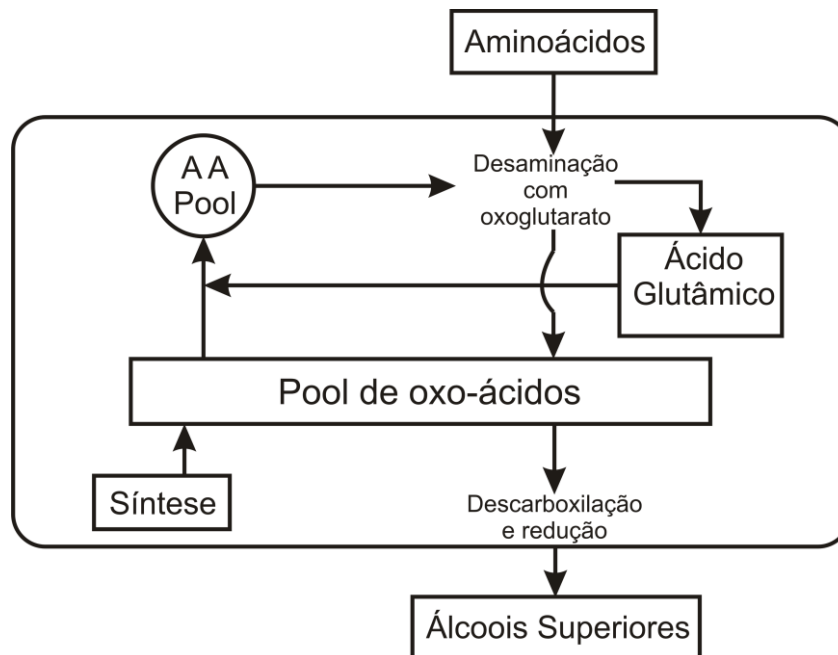 Aminoácidos
A A
Pool
Desaminação
com
oxoglutarato
Ácido
Glutâmico
Pool de oxo-ácidos
Síntese
Descarboxilação
e redução
Álcoois Superiores